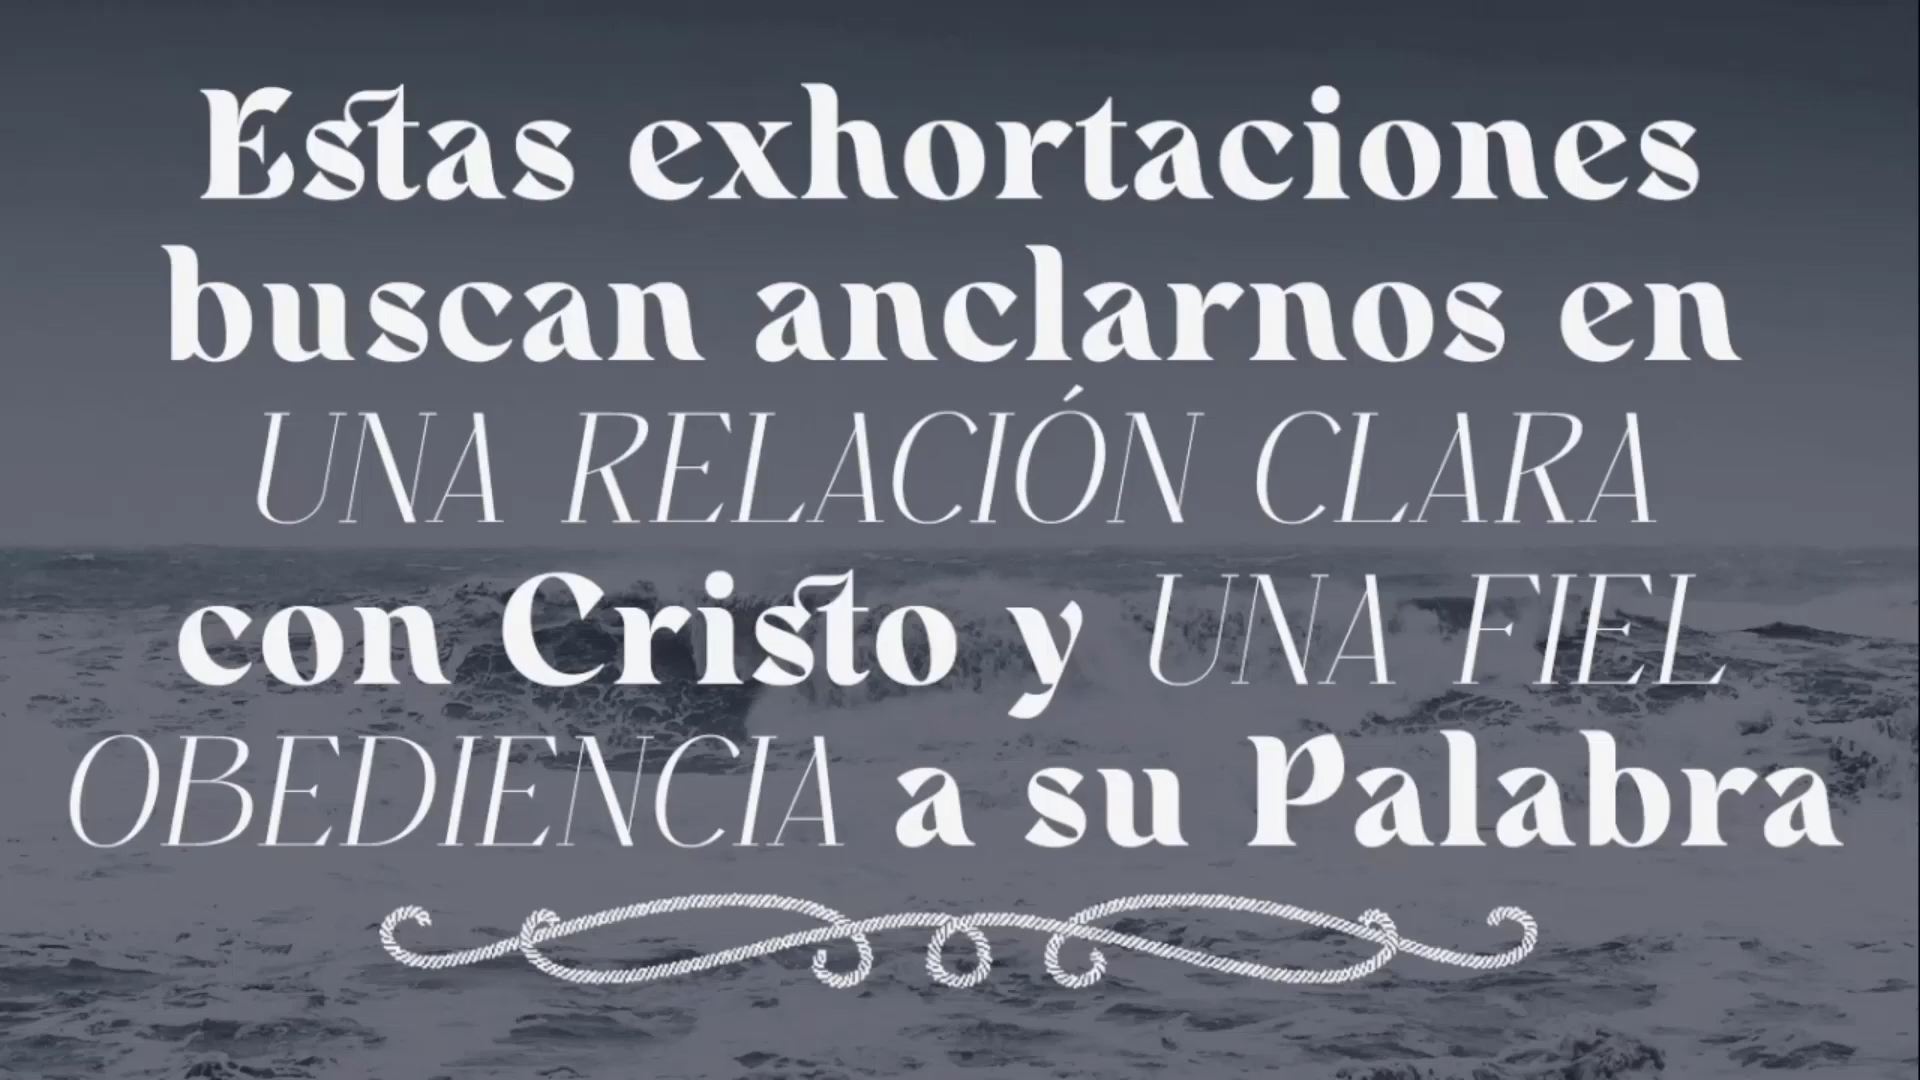 Estas exhortaciones
buscan anclarnos en
UNA RELACIÓN CLARA
con Cristo y UNA FIEL
OBEDIENCIA a su Palabra